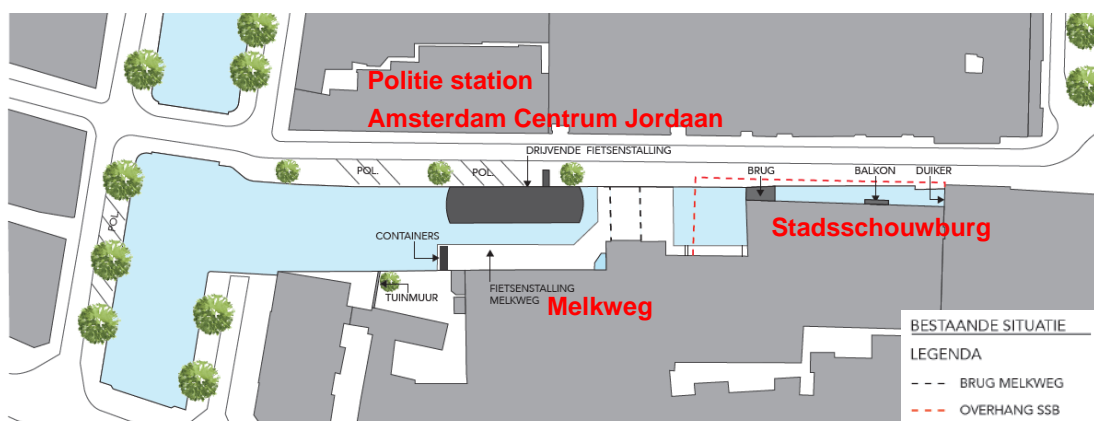 Politie station
Amsterdam Centrum Jordaan
DRIJVENDE FIETSENSTALLING
POL.
POL.
BRUG
BALKON
DUIKER
POL.
Stadsschouwburg
CONTAINERS
TUINMUUR
FIETSENSTALLING
MELKWEG
Melkweg
BESTAANDE SITUATIE
LEGENDA
BRUG MELKWEG
OVERHANG SSB